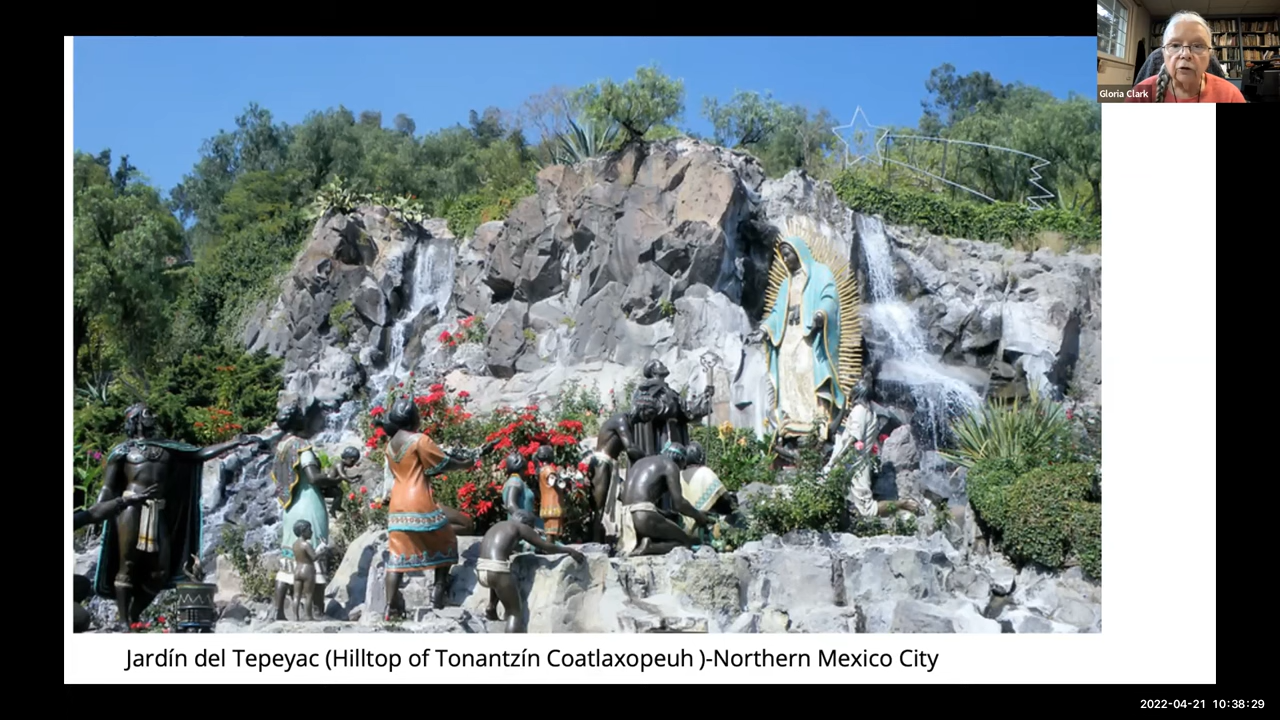 Gloria Clark
Jardín del Tepeyac (Hilltop of Tonantzín Coatlaxopeuh )-Northern Mexico City
2022-04-21 10:38:29